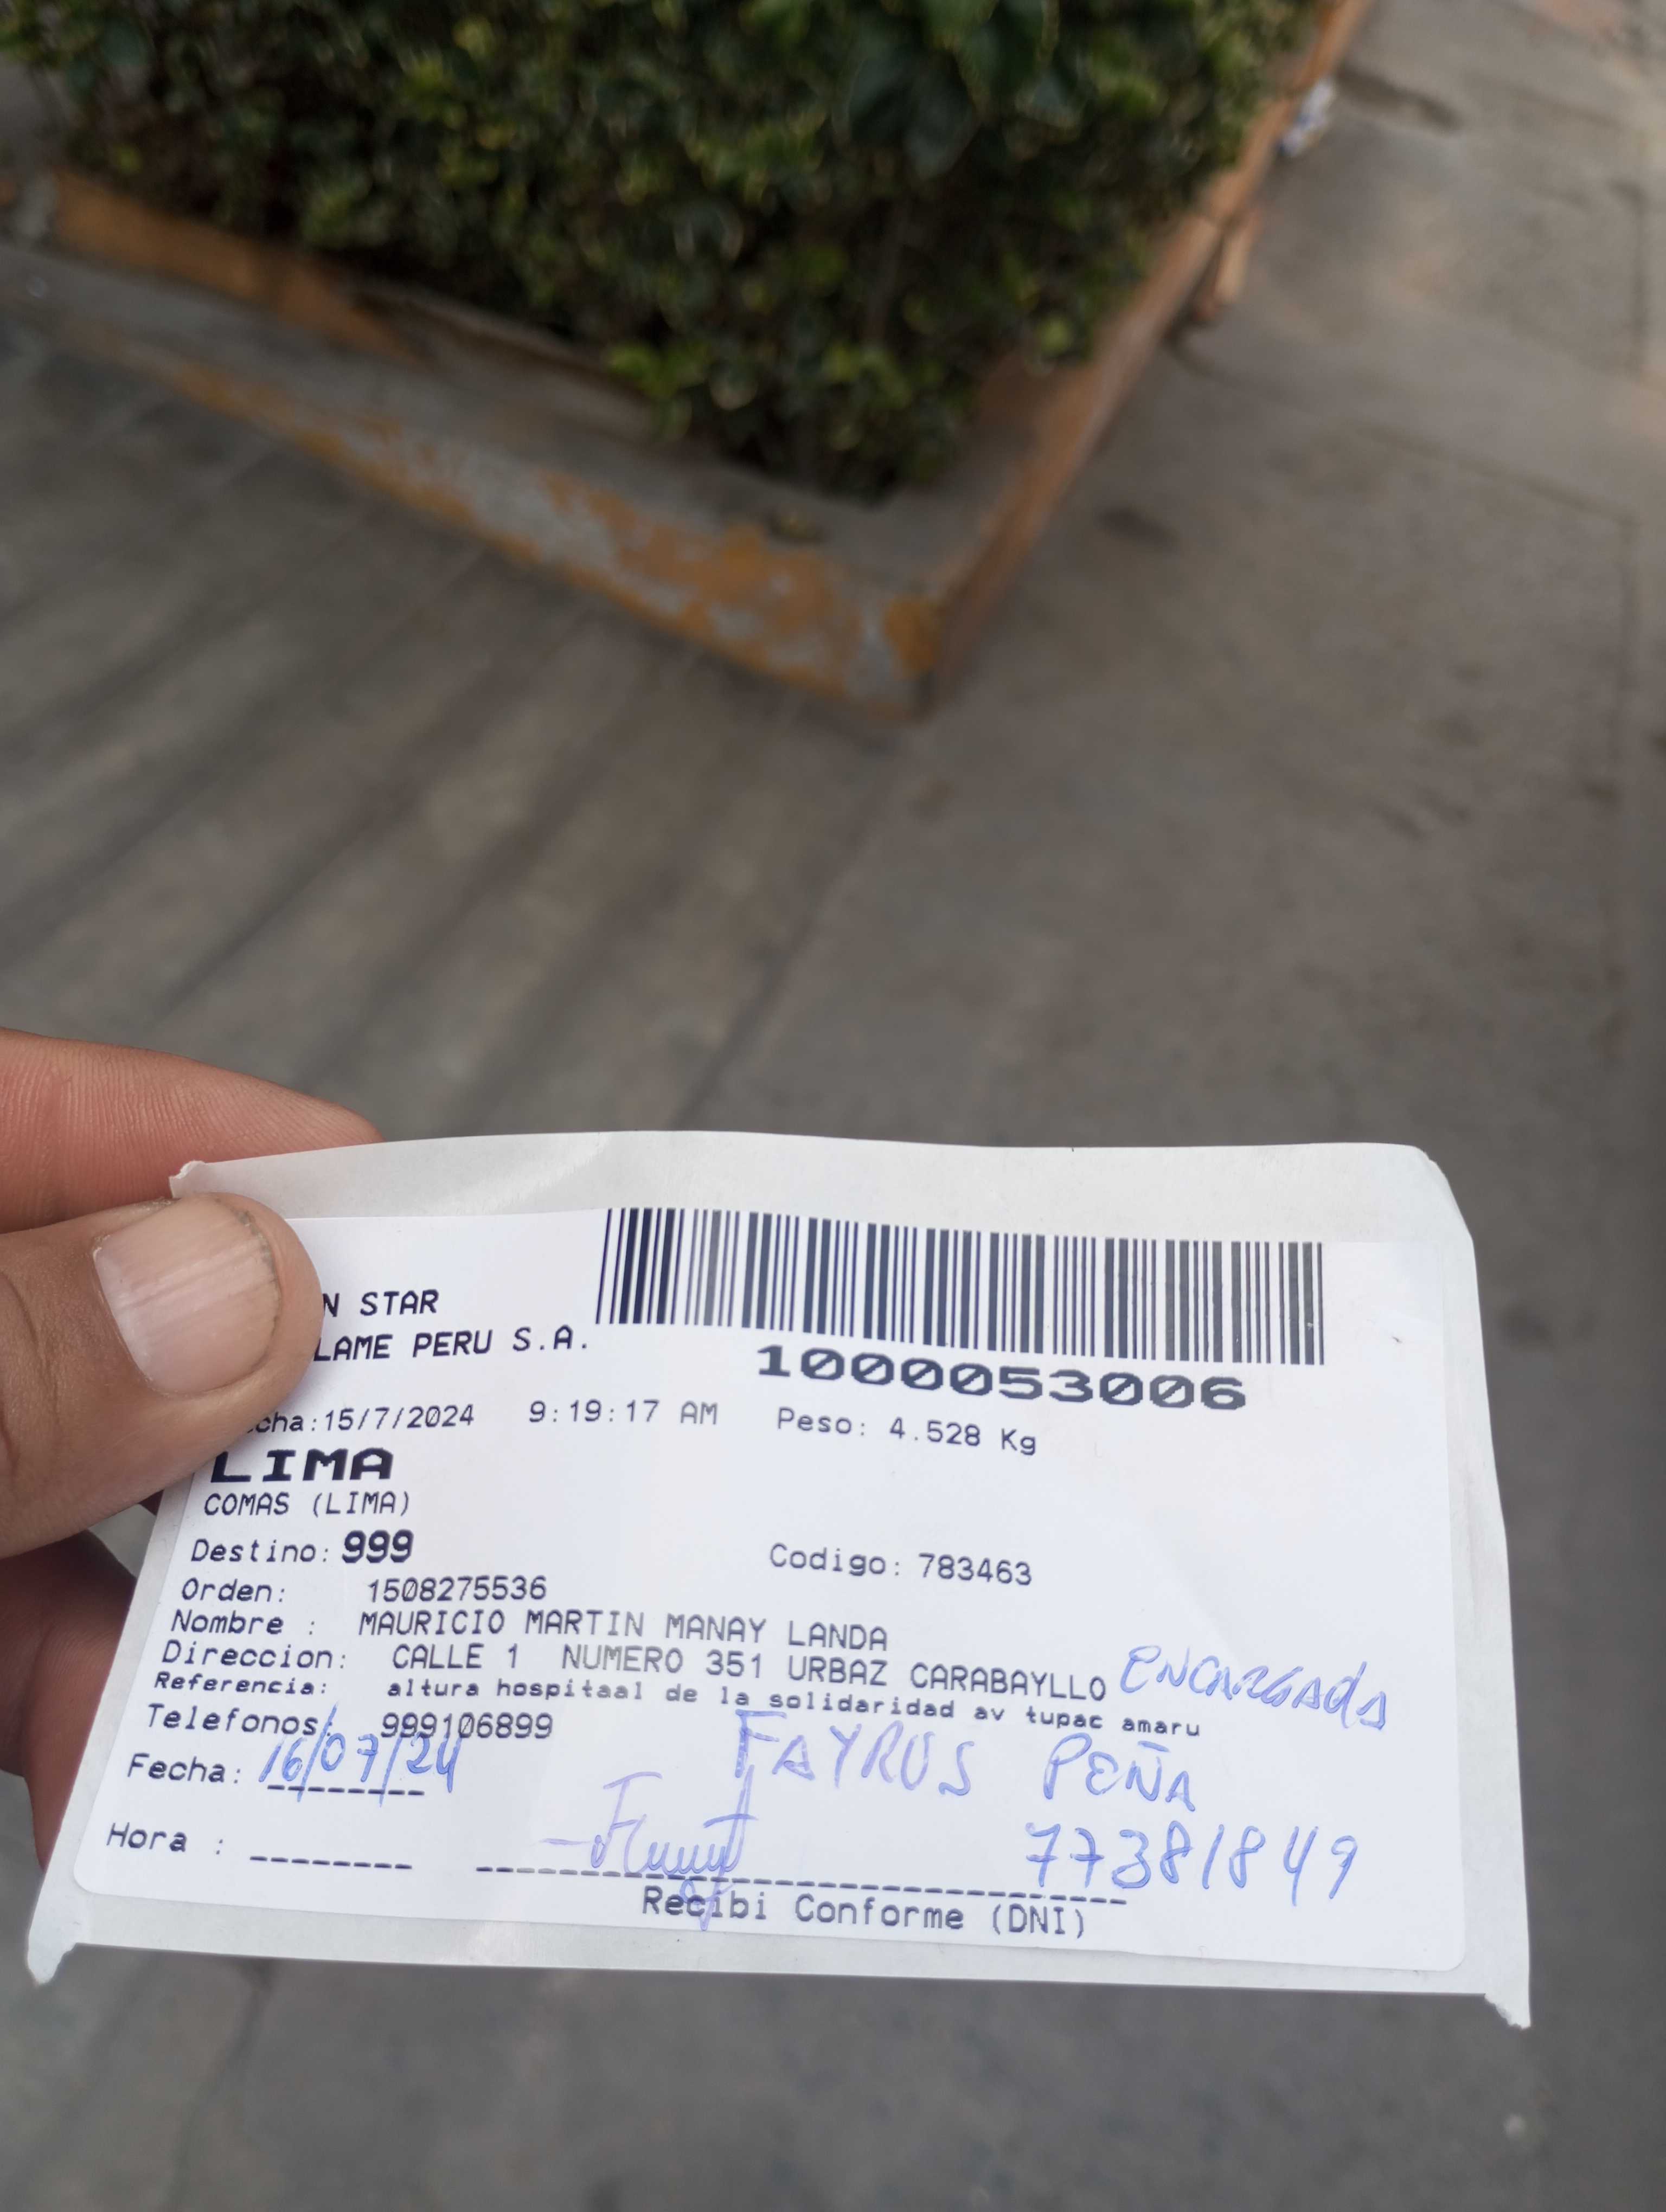 N STAR
LAME PERU S.A.
1000053006
cha:15/7/2024 9:19:17 AM Peso: 4.528 Kg
LIMA
COMAS (LIMA)
Destino: 999 Codigo: 783463
Orden: 1508275536
Nombre : MAURICIO MARTIN MANAY LANDA
Direccion: CALLE 1 NUMERO 351 URBAZ CARABAYLLO ENCARGADA
Referencia: altura hospitaal de la solidaridad av tupac amaru
Telefonos: 999106899
FAYRUS PEÑA
Fecha: 16/07/24
77381849
Hora :
Recibi Conforme (DNI)